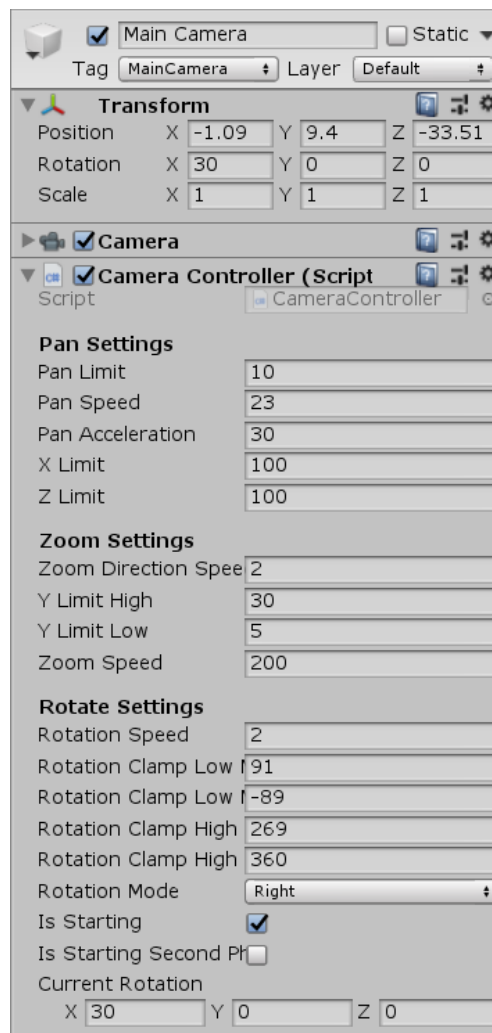 Main Camera Static
Tag MainCamera Layer Default
Transform
Position X -1.09 Y 9.4 Z -33.51
Rotation X 30 Y 0 Z 0
Scale X 1 Y 1 Z 1
Camera
Camera Controller (Script
Script CameraController
Pan Settings
Pan Limit 10
Pan Speed 23
Pan Acceleration 30
X Limit 100
Z Limit 100
Zoom Settings
Zoom Direction Spee 2
Y Limit High 30
Y Limit Low 5
Zoom Speed 200
Rotate Settings
Rotation Speed 2
Rotation Clamp Low 91
Rotation Clamp Low -89
Rotation Clamp High 269
Rotation Clamp High 360
Rotation Mode Right
Is Starting
Is Starting Second Ph
Current Rotation
X 30 Y 0 Z 0